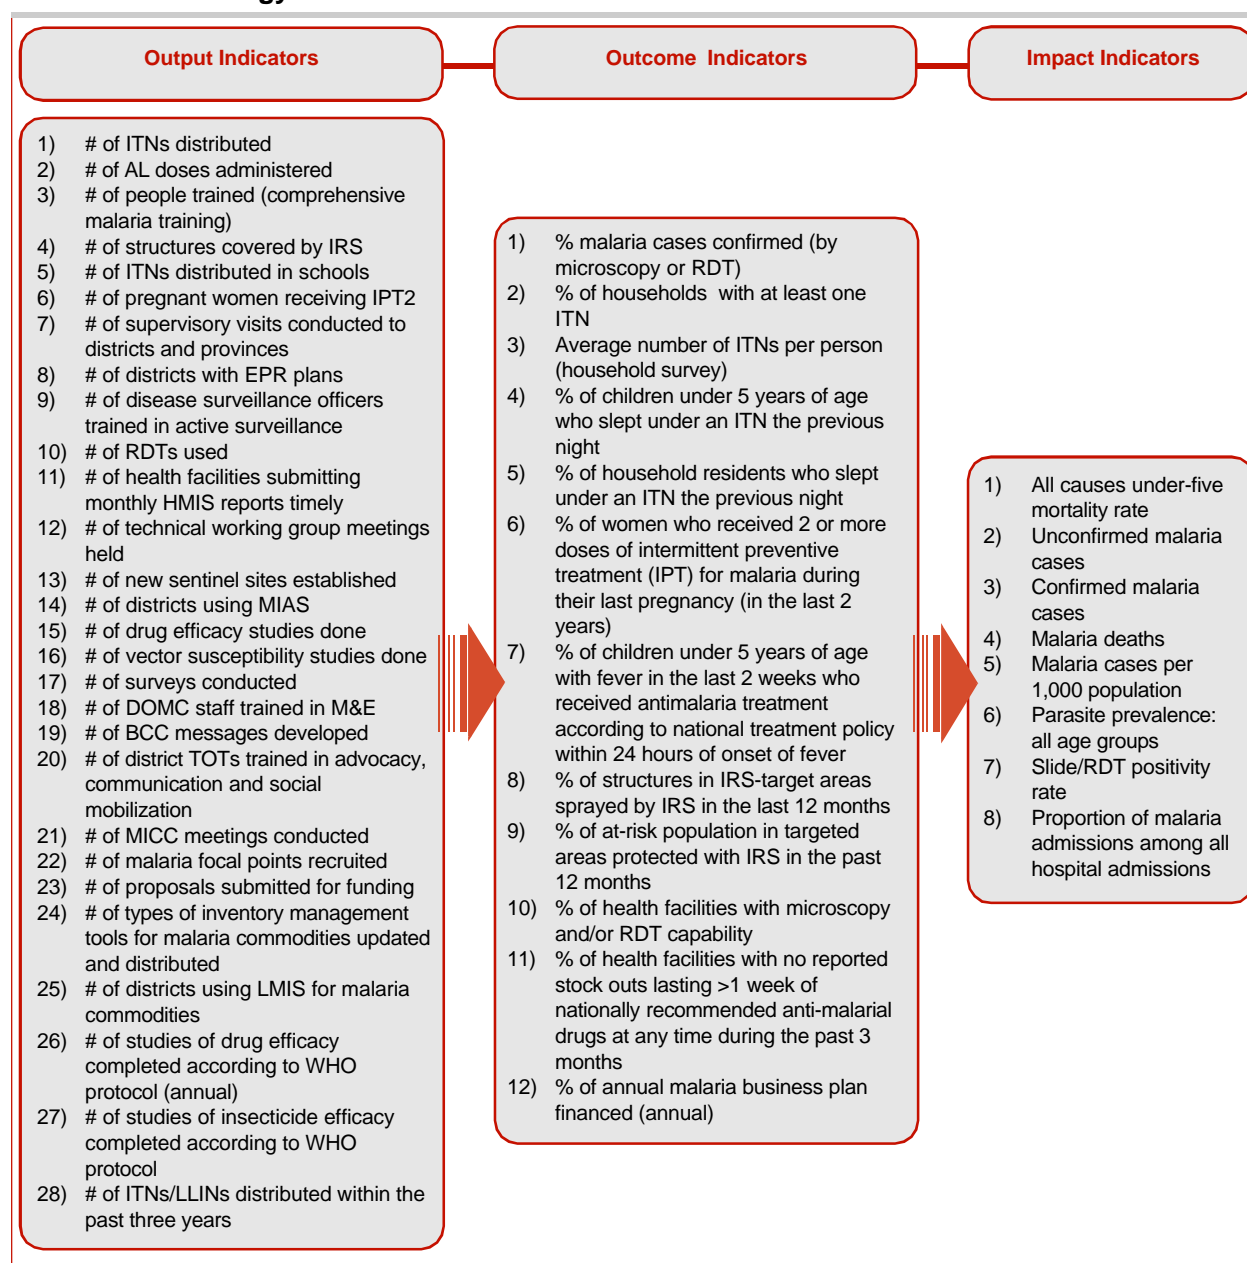 Output Indicators
Outcome  Indicators
Impact Indicators
1) # of ITNs distributed
2) # of AL doses administered
3) # of people trained (comprehensive
malaria training)
4) # of structures covered by IRS
5) # of ITNs distributed in schools
6) # of pregnant women receiving IPT2
7) # of supervisory visits conducted to
districts and provinces
8) # of districts with EPR plans
9) # of disease surveillance officers
trained in active surveillance
10) # of RDTs used
11) # of health facilities submitting
monthly HMIS reports timely
12) # of technical working group meetings
held
13) # of new sentinel sites established
14) # of districts using MIAS
15) # of drug efficacy studies done
16) # of vector susceptibility studies done
17) # of surveys conducted
18) # of DOMC staff trained in M&E
19) # of BCC messages developed
20) # of district TOTs trained in advocacy,
communication and social
mobilization
21) # of MICC meetings conducted
22) # of malaria focal points recruited
23) # of proposals submitted for funding
24) # of types of inventory management
tools for malaria commodities updated
and distributed
25) # of districts using LMIS for malaria
commodities
26) # of studies of drug efficacy
completed according to WHO
protocol (annual)
27) # of studies of insecticide efficacy
completed according to WHO
protocol
28) # of ITNs/LLINs distributed within the
past three years
1) % malaria cases confirmed (by
microscopy or RDT)
2) % of households  with at least one
ITN
3) Average number of ITNs per person
(household survey)
4) % of children under 5 years of age
who slept under an ITN the previous
night
5) % of household residents who slept
under an ITN the previous night
6) % of women who received 2 or more
doses of intermittent preventive
treatment (IPT) for malaria during
their last pregnancy (in the last 2
years)
7) % of children under 5 years of age
with fever in the last 2 weeks who
received antimalaria treatment
according to national treatment policy
within 24 hours of onset of fever
8) % of structures in IRS-target areas
sprayed by IRS in the last 12 months
9) % of at-risk population in targeted
areas protected with IRS in the past
12 months
10) % of health facilities with microscopy
and/or RDT capability
11) % of health facilities with no reported
stock outs lasting >1 week of
nationally recommended anti-malarial
drugs at any time during the past 3
months
12) % of annual malaria business plan
financed (annual)
1) All causes under-five
mortality rate
2) Unconfirmed malaria
cases
3) Confirmed malaria
cases
4) Malaria deaths
5) Malaria cases per
1,000 population
6) Parasite prevalence:
all age groups
7) Slide/RDT positivity
rate
8) Proportion of malaria
admissions among all
hospital admissions